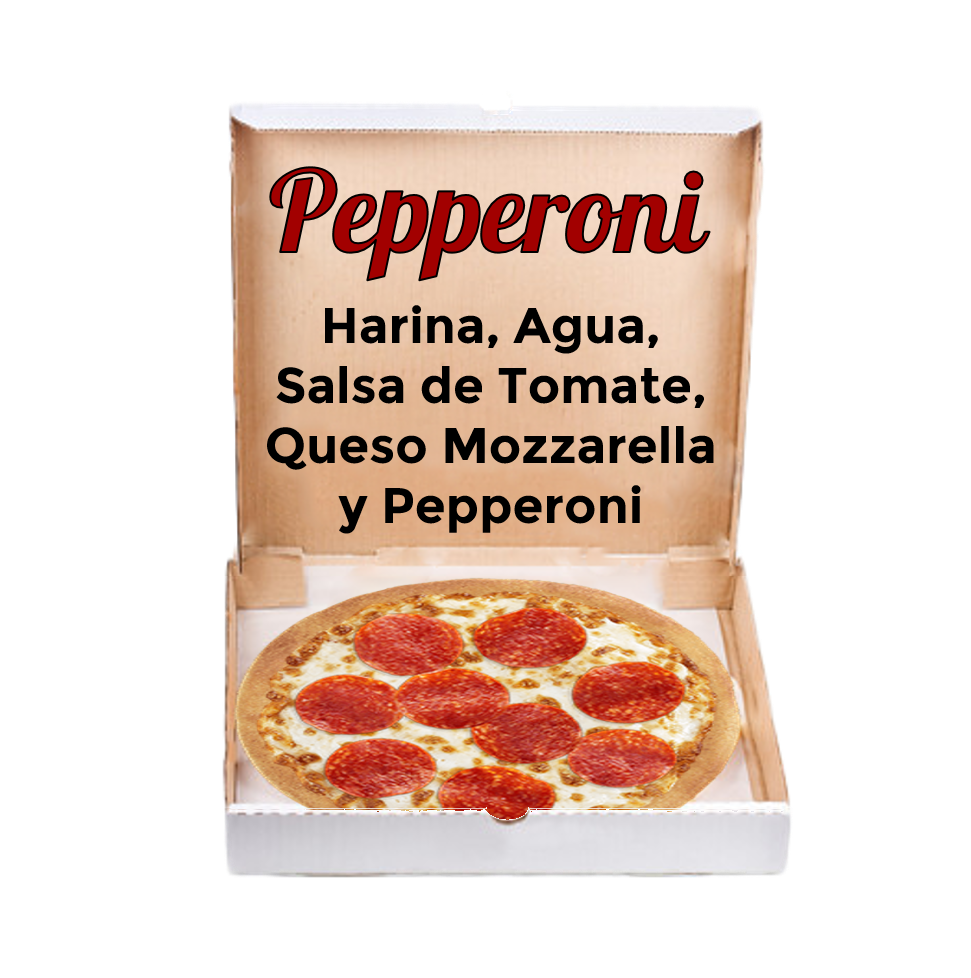 Pepperoni
Harina, Agua,
Salsa de Tomate,
Queso Mozzarella
y Pepperoni